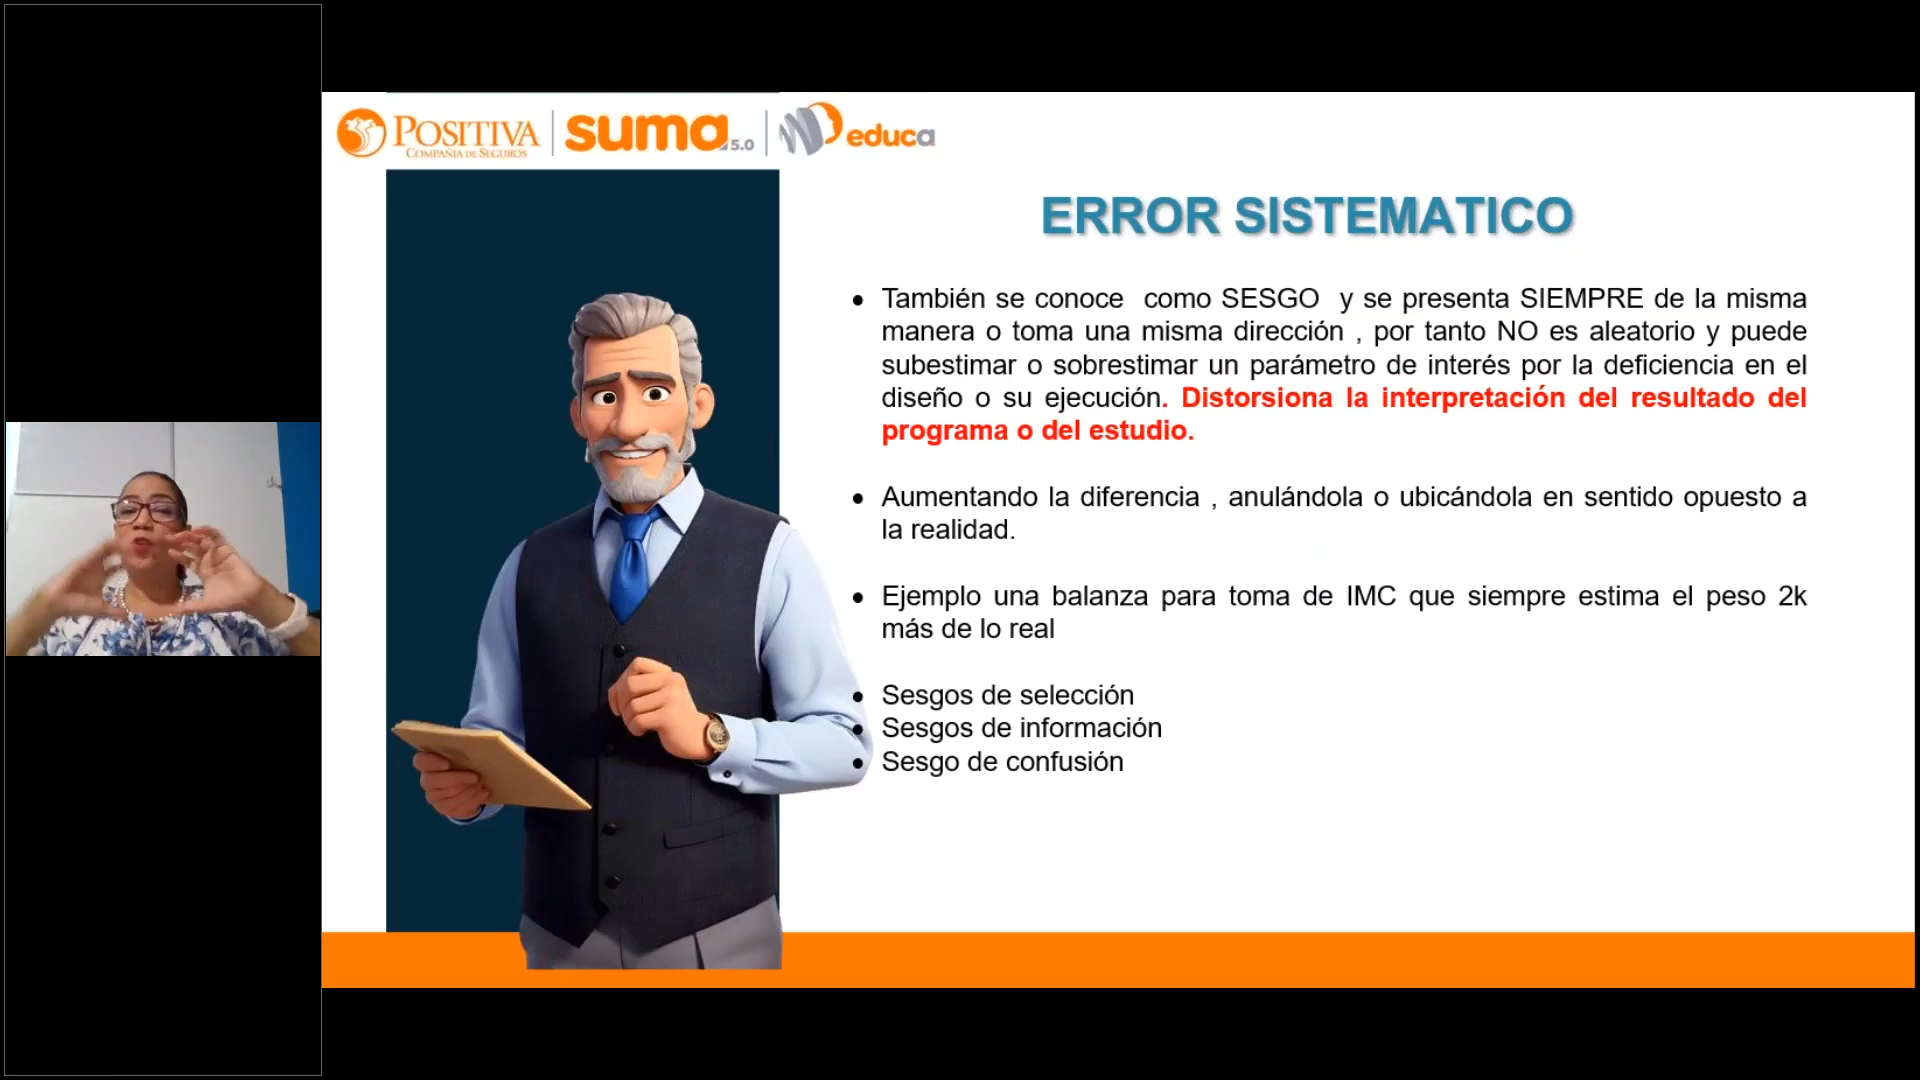 POSITIVA
COMPAÑÍA DE SEGUROS
suma 5.0
educa
ERROR SISTEMATICO
• También se conoce como SESGO y se presenta SIEMPRE de la misma
manera o toma una misma dirección , por tanto NO es aleatorio y puede
subestimar o sobrestimar un parámetro de interés por la deficiencia en el
diseño o su ejecución. Distorsiona la interpretación del resultado del
programa o del estudio.
• Aumentando la diferencia , anulándola o ubicándola en sentido opuesto a
la realidad.
• Ejemplo una balanza para toma de IMC que siempre estima el peso 2k
más de lo real
• Sesgos de selección
• Sesgos de información
• Sesgo de confusión